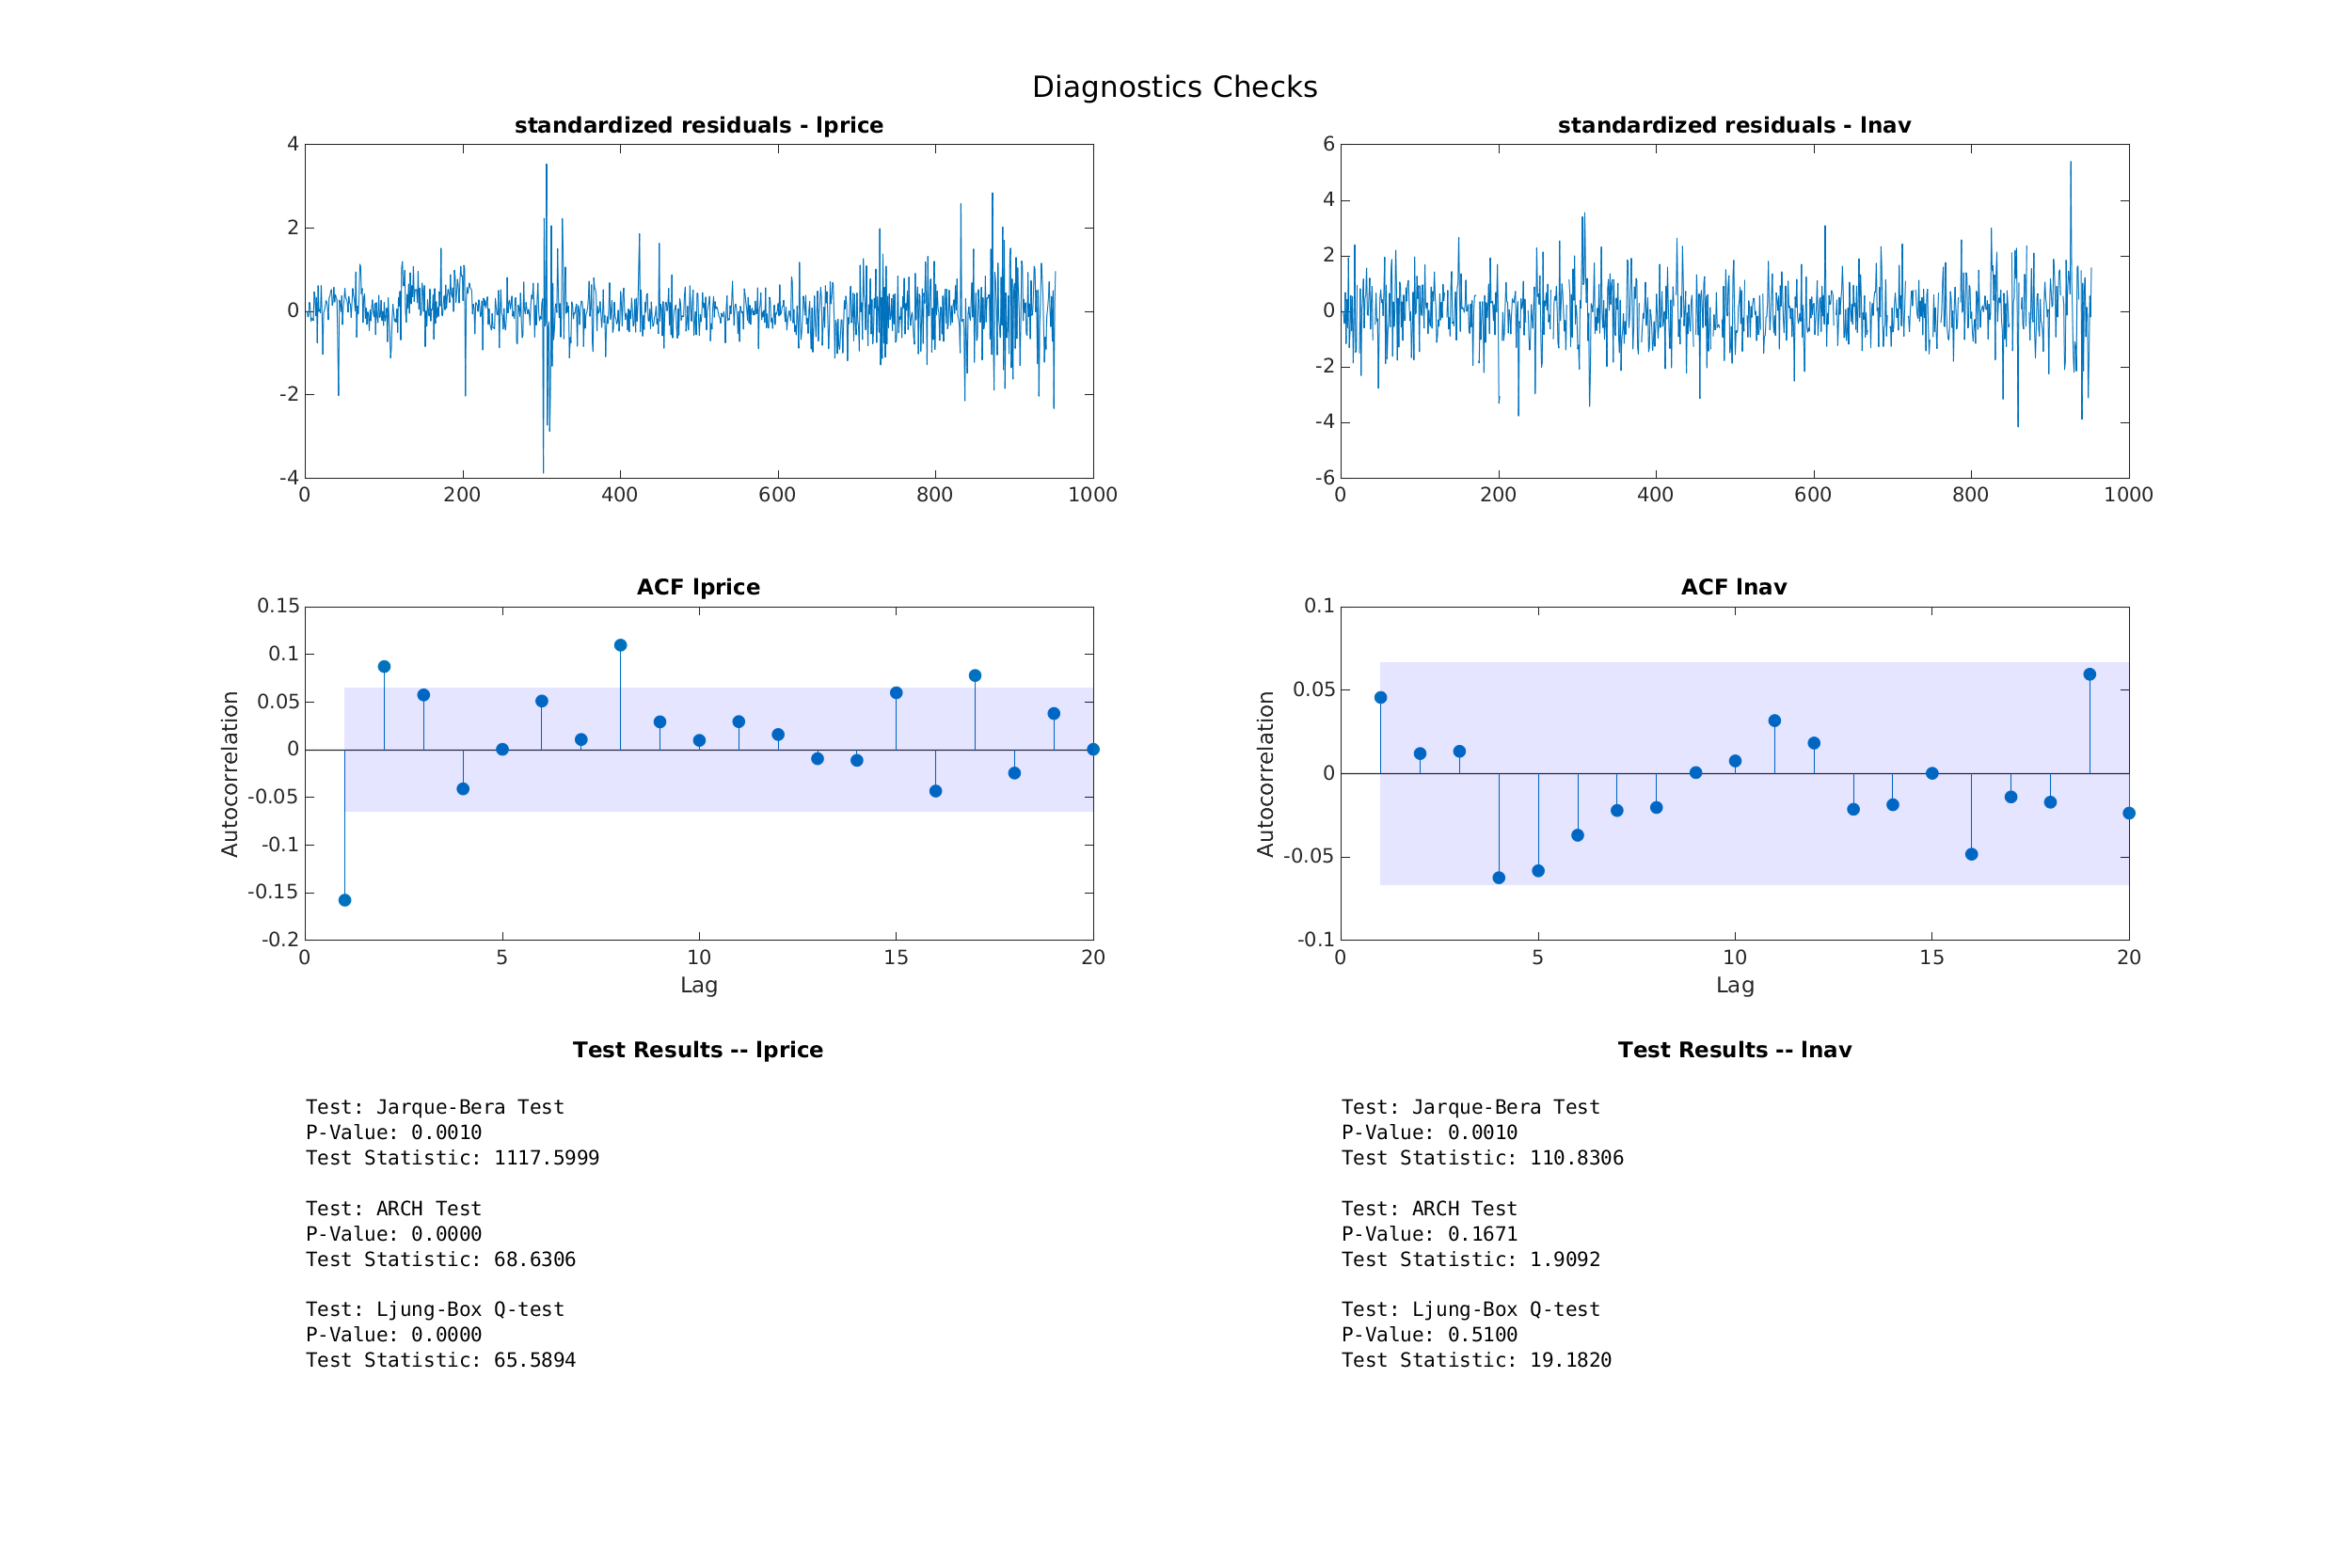 Diagnostics Checks
standardized residuals - lprice
4
2
0
-2
-4
0 200 400 600 800 1000
standardized residuals - lnav
6
4
2
0
-2
-4
-6
0 200 400 600 800 1000
ACF lprice
Autocorrelation
0.15
0.1
0.05
0
-0.05
-0.1
-0.15
-0.2
0 5 10 15 20
Lag
ACF lnav
Autocorrelation
0.1
0.05
0
-0.05
-0.1
0 5 10 15 20
Lag
Test Results -- lprice
Test: Jarque-Bera Test
P-Value: 0.0010
Test Statistic: 1117.5999
Test: ARCH Test
P-Value: 0.0000
Test Statistic: 68.6306
Test: Ljung-Box Q-test
P-Value: 0.0000
Test Statistic: 65.5894
Test Results -- lnav
Test: Jarque-Bera Test
P-Value: 0.0010
Test Statistic: 110.8306
Test: ARCH Test
P-Value: 0.1671
Test Statistic: 1.9092
Test: Ljung-Box Q-test
P-Value: 0.5100
Test Statistic: 19.1820